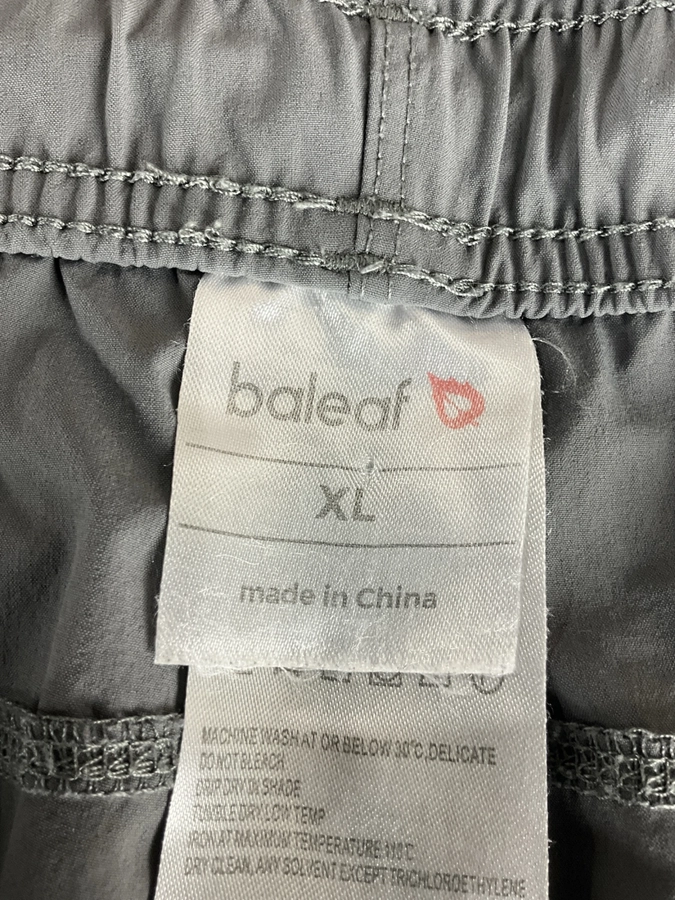 baleaf
XL
made in China
MACHINE WASH AT OR BELOW 30°C, DELICATE
DO NOT BLEACH
DRIP DRY IN SHADE
TUMBLE DRY LOW TEMP
IRON AT MAXIMUM TEMPERATURE 110°C
DRY CLEAN, ANY SOLVENT EXCEPT TRICHLOROETHYLENE